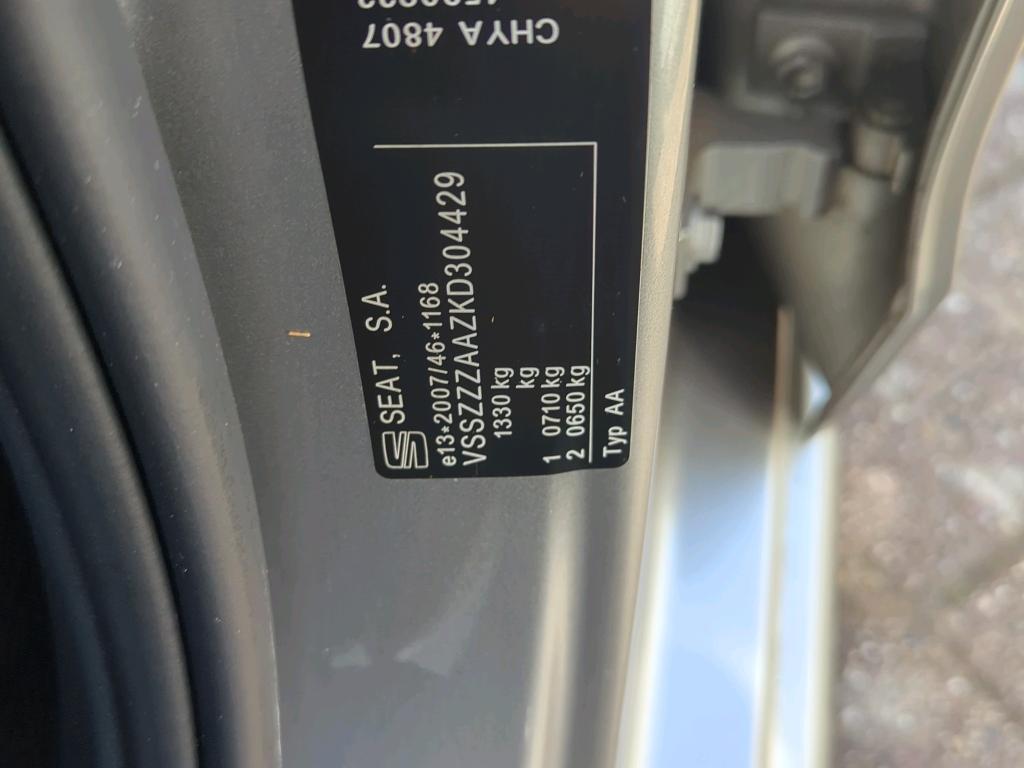 SEAT, S.A.
e13*2007/46*1168
VSSZZZAAZKD304429
1330 kg
kg
1 0710 kg
2 0650 kg
Typ AA
CHYA 4807